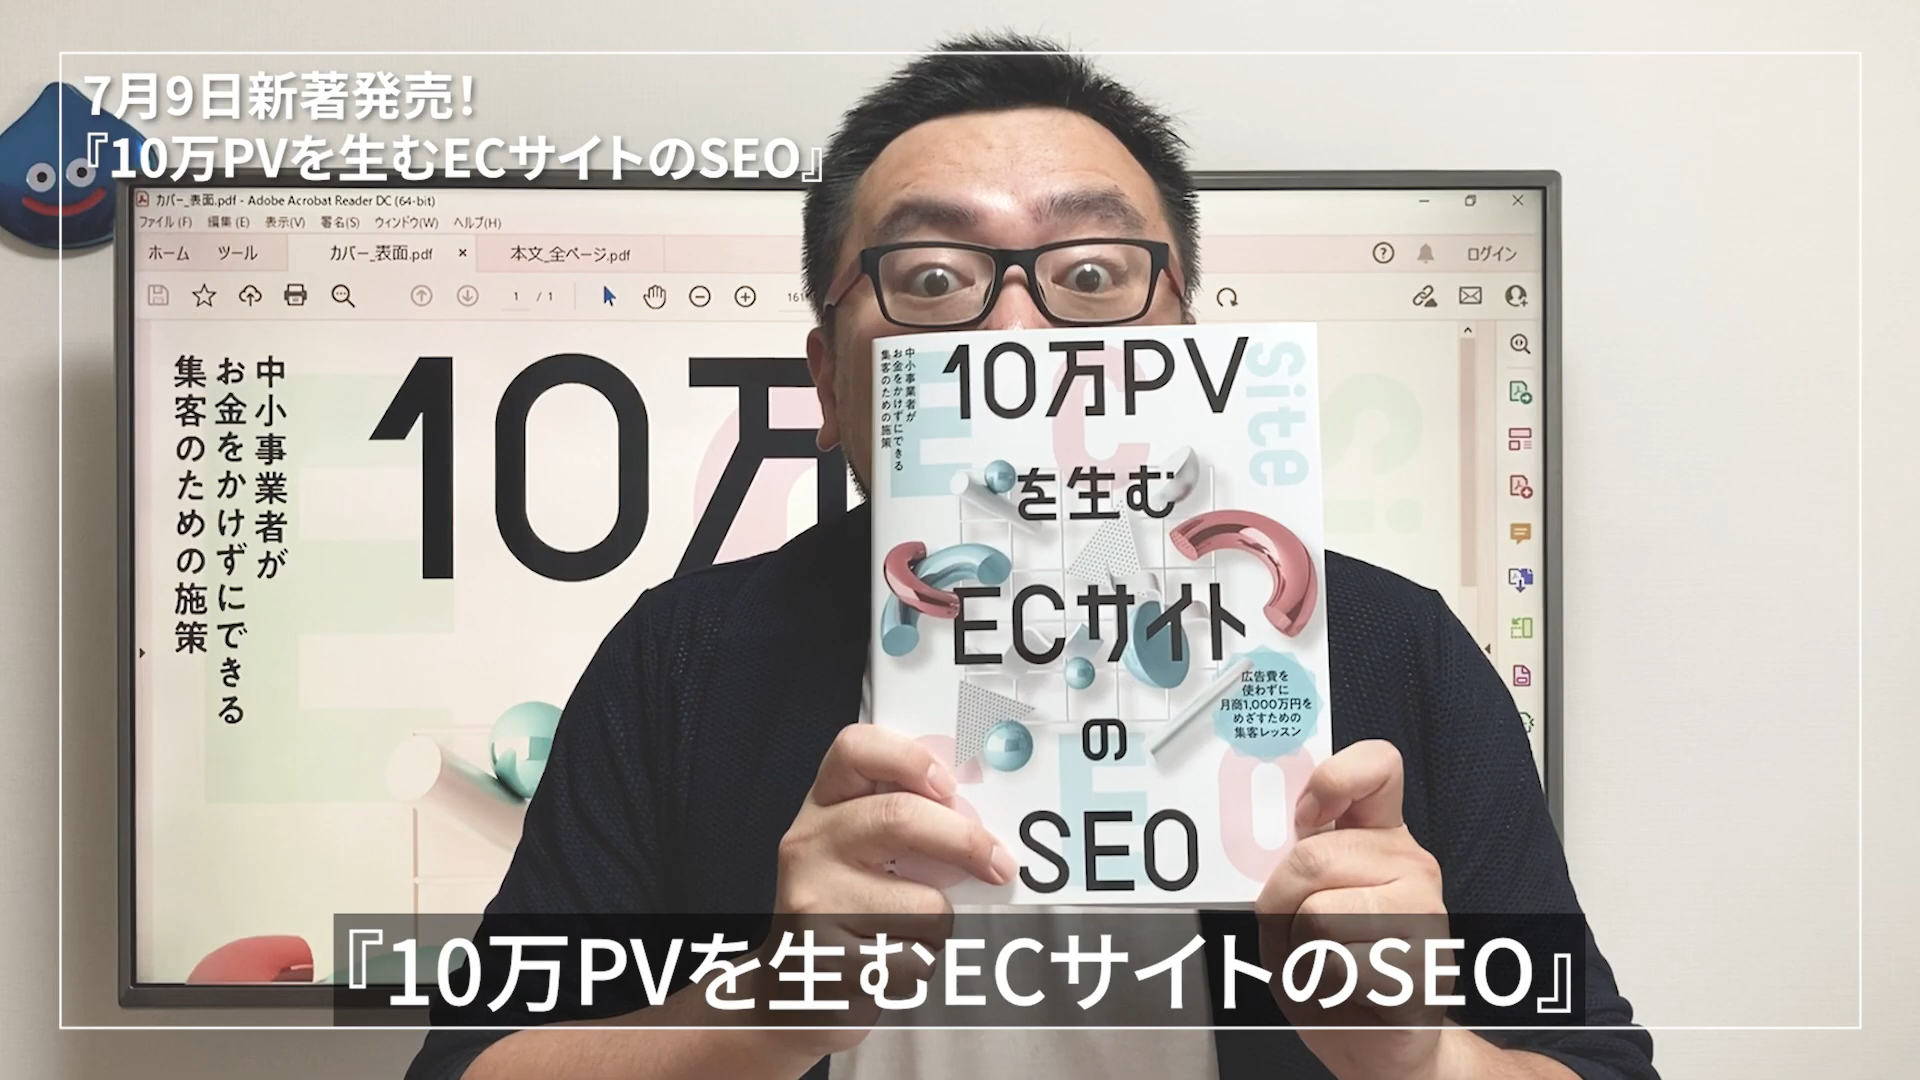 7月9日新著発売！
『10万PVを生むECサイトのSEO』
カバー_表面.pdf - Adobe Acrobat Reader DC (64-bit)
ファイル(F) 編集(E) 表示(V) 署名(S) ウィンドウ(W) ヘルプ(H)
ホーム ツール カバー_表面.pdf × 本文_全ページ.pdf ログイン
1 / 1
中小事業者が
お金をかけずにできる
集客のための施策
10万
中小事業者が
お金をかけずにできる
集客のための施策
10万PV
を生む
ECサイト
の
SEO
EC
Site
SEO
広告費を
使わずに
月商1,000万円を
めざすための
集客レッスン
『10万PVを生むECサイトのSEO』